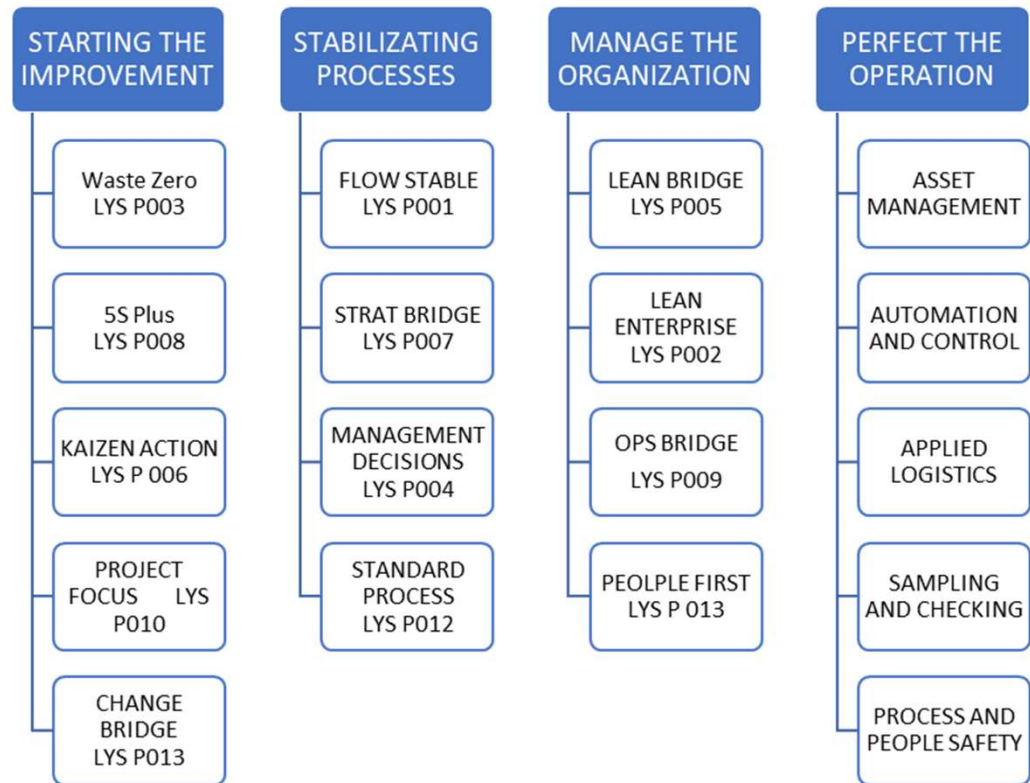 STARTING THE
IMPROVEMENT
Waste Zero
LYS P003
5S Plus
LYS P008
KAIZEN ACTION
LYS P 006
PROJECT
FOCUS LYS
P010
CHANGE
BRIDGE
LYS P013
STABILIZATING
PROCESSES
FLOW STABLE
LYS P001
STRAT BRIDGE
LYS P007
MANAGEMENT
DECISIONS
LYS P004
STANDARD
PROCESS
LYS P012
MANAGE THE
ORGANIZATION
LEAN BRIDGE
LYS P005
LEAN
ENTERPRISE
LYS P002
OPS BRIDGE
LYS P009
PEOLPLE FIRST
LYS P 013
PERFECT THE
OPERATION
ASSET
MANAGEMENT
AUTOMATION
AND CONTROL
APPLIED
LOGISTICS
SAMPLING
AND CHECKING
PROCESS AND
PEOPLE SAFETY